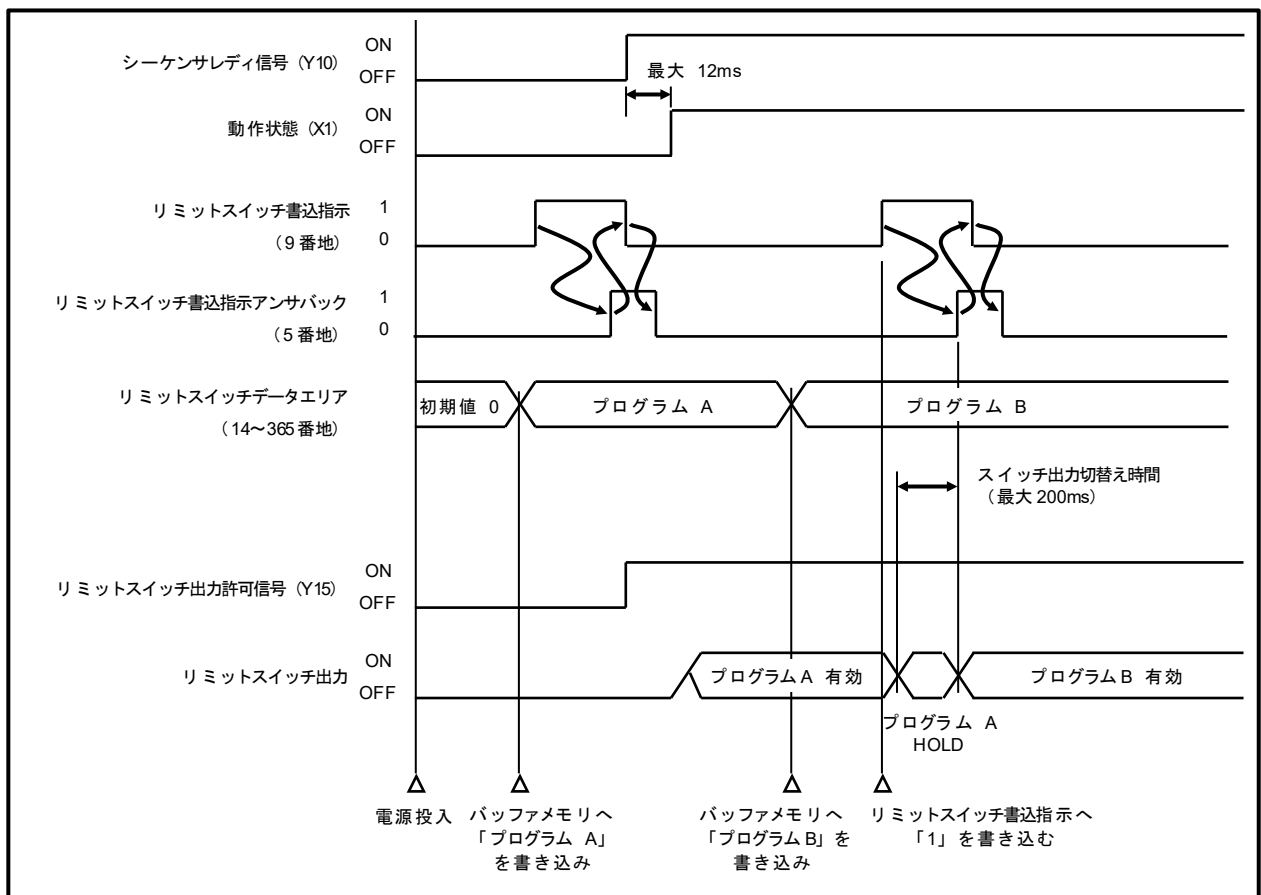 シーケンサレディ信号 (Y10)
ON
OFF
最大 12ms
動作状態 (X1)
ON
OFF
リミットスイッチ書込指示
(9番地)
1
0
リミットスイッチ書込指示アンサバック
(5番地)
1
0
リミットスイッチデータエリア
(14～365番地)
初期値 0
プログラム A
プログラム B
スイッチ出力切替え時間
(最大 200ms)
リミットスイッチ出力許可信号 (Y15)
ON
OFF
リミットスイッチ出力
ON
OFF
プログラム A 有効
プログラム B 有効
プログラム A
HOLD
電源投入
バッファメモリへ
「プログラム A」
を書き込み
バッファメモリへ
「プログラム B」を
書き込み
リミットスイッチ書込指示へ
「1」を書き込む